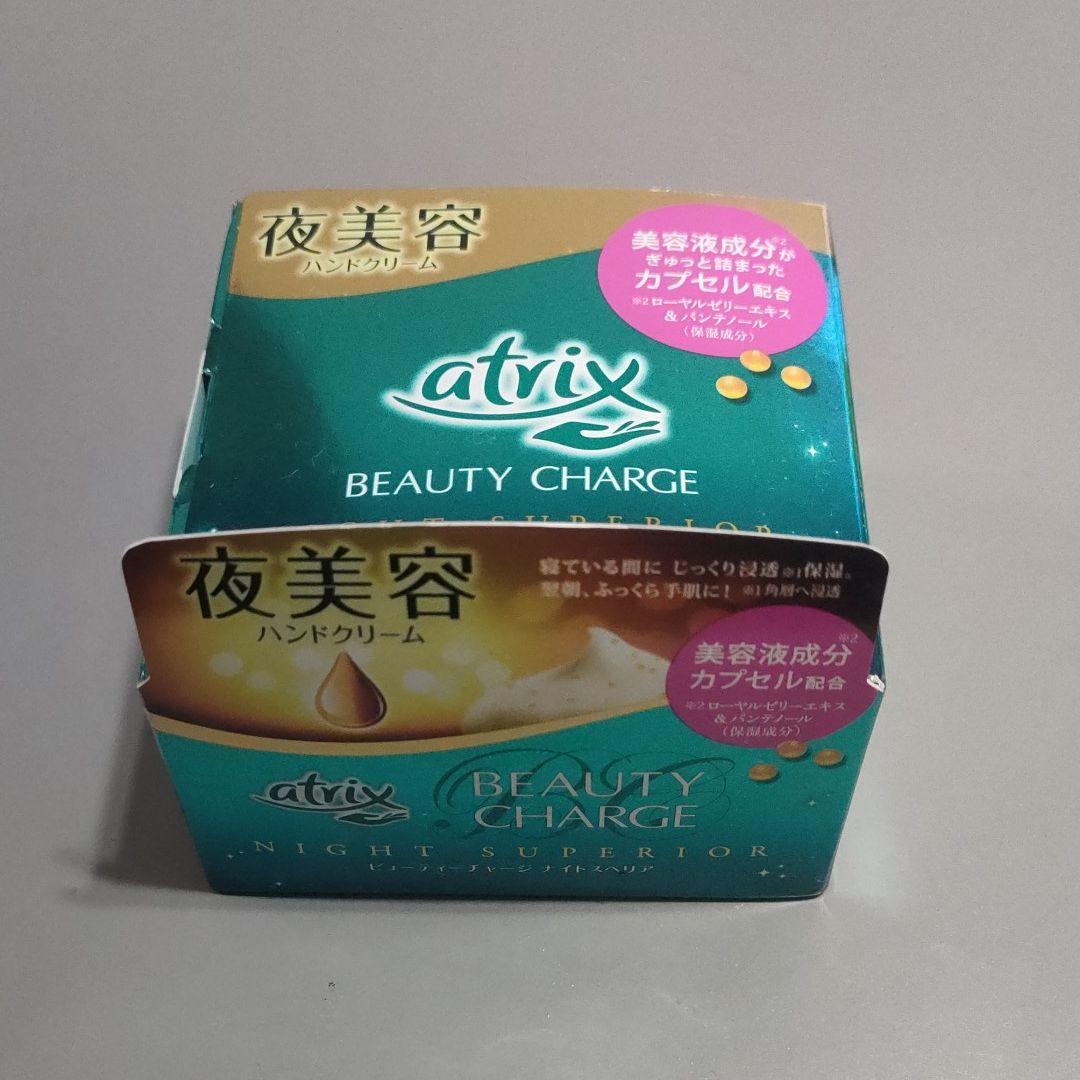 夜美容
ハンドクリーム
美容液成分※2が
ぎゅっと詰まった
カプセル配合
※2 ローヤルゼリーエキス
&パンテノール
(保湿成分)
atrix
BEAUTY CHARGE
SUPERIOR
夜美容
ハンドクリーム
寝ている間に じっくり浸透※1保湿。
翌朝、ふっくら手肌に! ※1 角層へ浸透
美容液成分※2
カプセル配合
※2 ローヤルゼリーエキス
&パンテノール
(保湿成分)
atrix
BEAUTY
CHARGE
NIGHT SUPERIOR
ビューティーチャージ ナイトスペリア